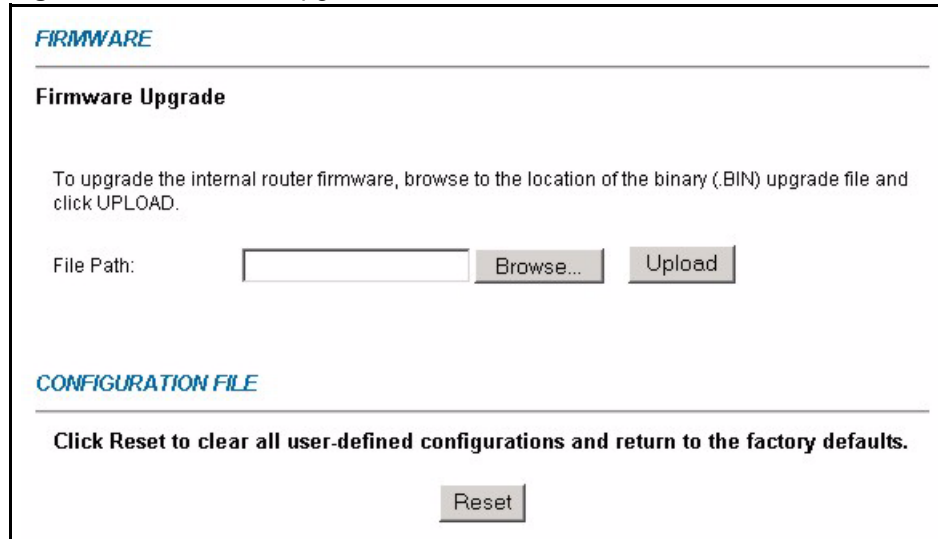 FIRMWARE
Firmware Upgrade
To upgrade the internal router firmware, browse to the location of the binary (.BIN) upgrade file and
click UPLOAD.
File Path:
Browse...
Upload
CONFIGURATION FILE
Click Reset to clear all user-defined configurations and return to the factory defaults.
Reset